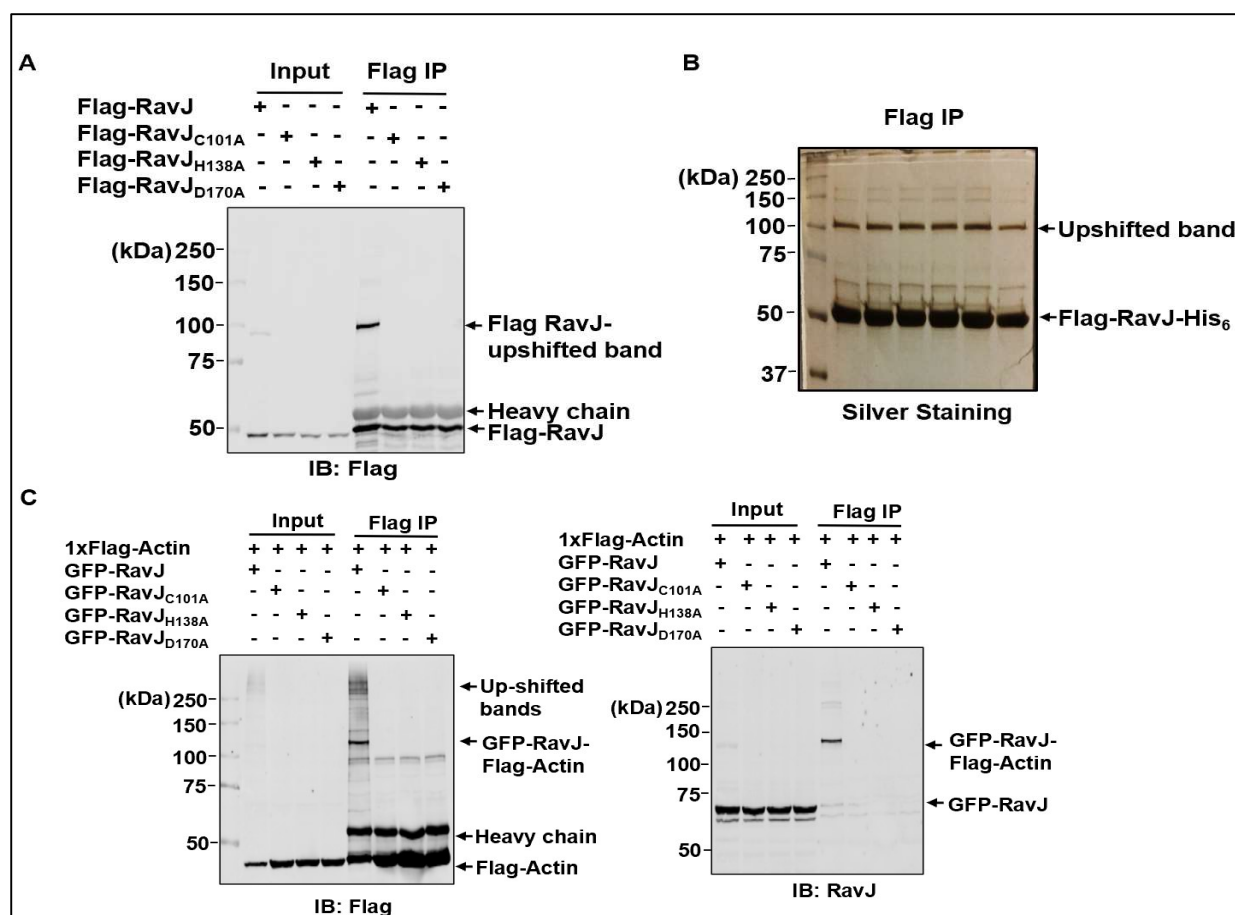 A
Input Flag IP
Flag-RavJ + - - - + - - -
Flag-RavJC101A - + - - - + - -
Flag-RavJH138A - - + - - - + -
Flag-RavJD170A - - - + - - - +
(kDa)
250
150
100
75
50
Flag RavJ-
upshifted band
Heavy chain
Flag-RavJ
IB: Flag
B
Flag IP
(kDa)
250
150
100
75
50
37
Upshifted band
Flag-RavJ-His6
Silver Staining
C
Input Flag IP
1xFlag-Actin + + + + + + + +
GFP-RavJ + - - - + - - -
GFP-RavJC101A - + - - - + - -
GFP-RavJH138A - - + - - - + -
GFP-RavJD170A - - - + - - - +
(kDa)
250
150
100
75
50
Up-shifted
bands
GFP-RavJ-
Flag-Actin
Heavy chain
Flag-Actin
IB: Flag
Input Flag IP
1xFlag-Actin + + + + + + + +
GFP-RavJ + - - - + - - -
GFP-RavJC101A - + - - - + - -
GFP-RavJH138A - - + - - - + -
GFP-RavJD170A - - - + - - - +
(kDa)
250
150
100
75
50
GFP-RavJ-
Flag-Actin
GFP-RavJ
IB: RavJ